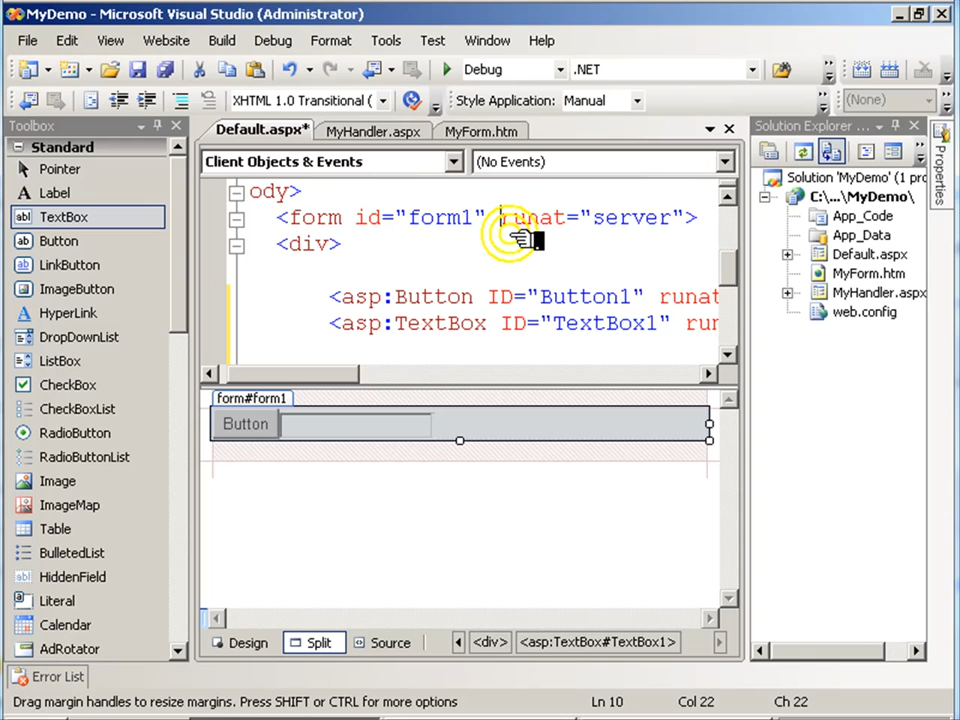 MyDemo - Microsoft Visual Studio (Administrator)
File Edit View Website Build Debug Format Tools Test Window Help
Debug .NET
XHTML 1.0 Transitional ( Style Application: Manual (None)
Toolbox
Default.aspx* MyHandler.aspx MyForm.htm
Solution Explorer ...
Client Objects & Events (No Events)
Standard
Pointer
Label
TextBox
Button
LinkButton
ImageButton
HyperLink
DropDownList
ListBox
CheckBox
CheckBoxList
RadioButton
RadioButtonList
Image
ImageMap
Table
BulletedList
HiddenField
Literal
Calendar
AdRotator
ody>
<form id="form1" runat="server">
<div>
<asp:Button ID="Button1" runat
<asp:TextBox ID="TextBox1" run
form#form1
Button
Design Split Source <div> <asp:TextBox#TextBox1>
Solution 'MyDemo' (1 pro
C:\...\MyDemo\
App_Code
App_Data
Default.aspx
MyForm.htm
MyHandler.aspx
web.config
Properties
Error List
Drag margin handles to resize margins. Press SHIFT or CTRL for more options Ln 10 Col 22 Ch 22